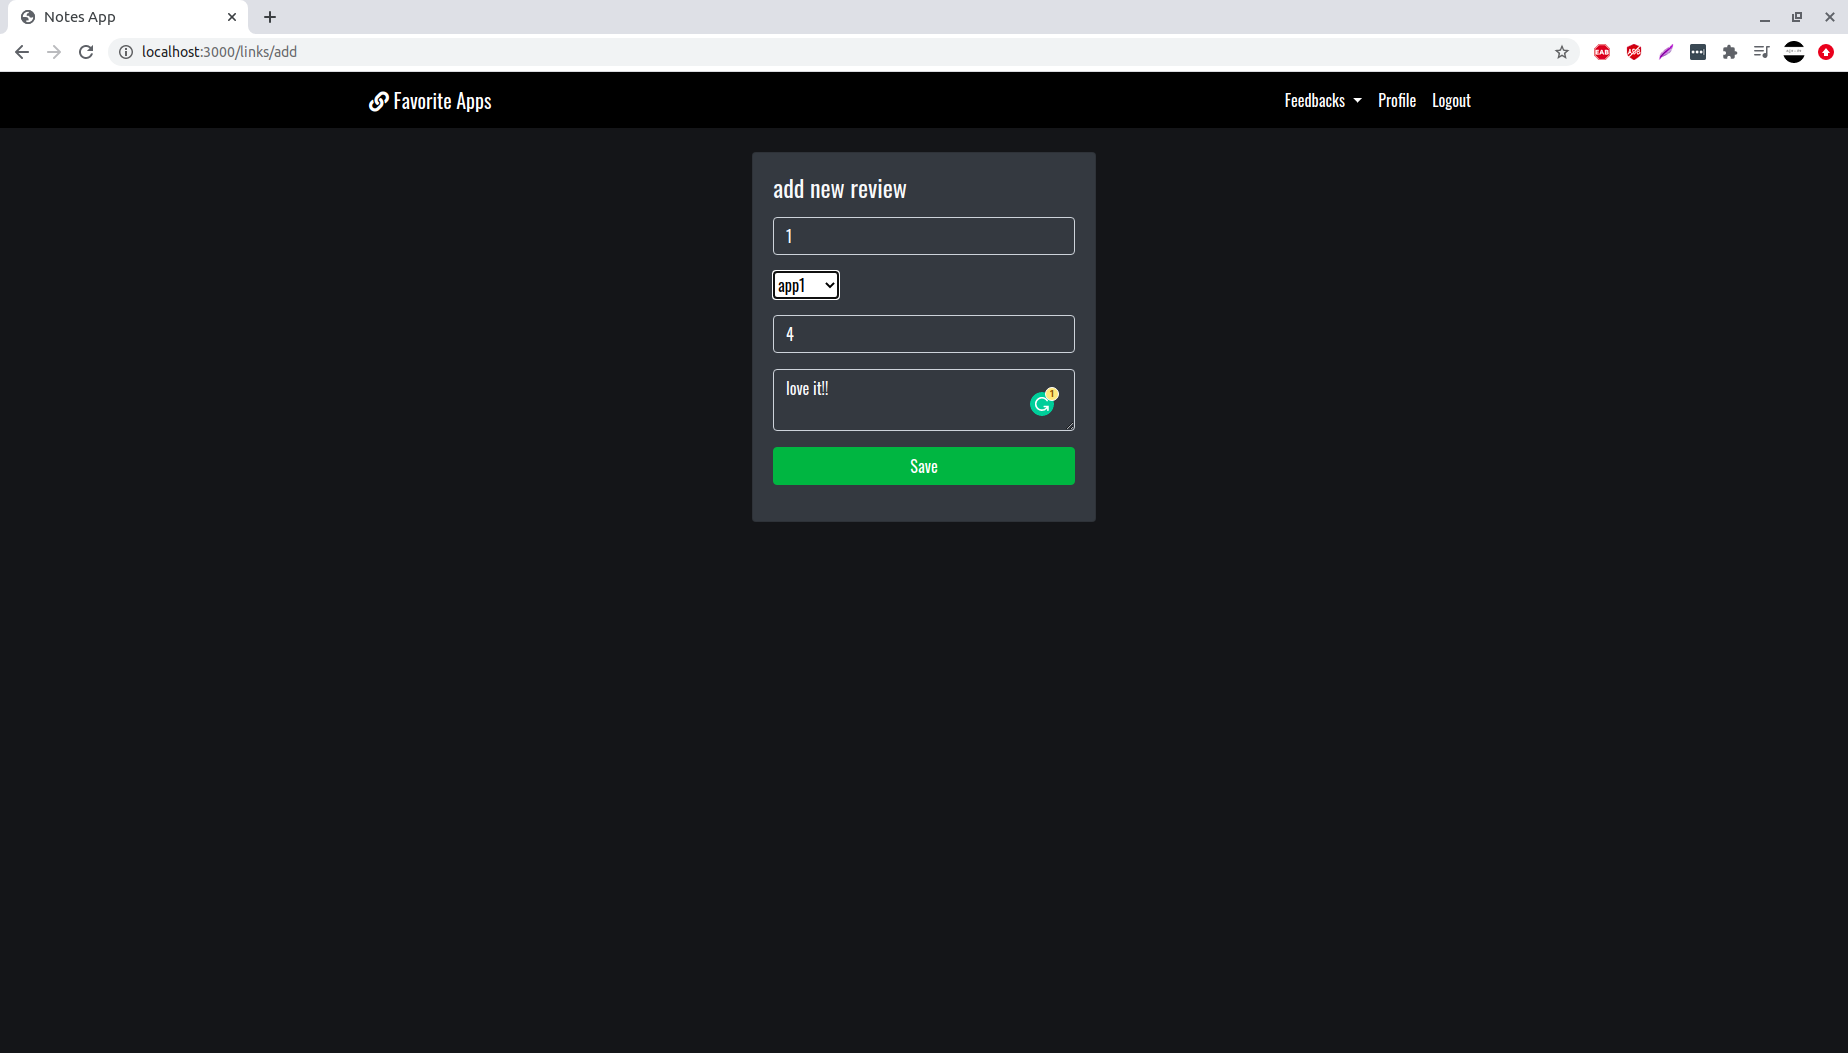 Notes App
localhost:3000/links/add
EAB
Favorite Apps
Feedbacks Profile Logout
add new review
1
app1
4
love it!!
1
Save